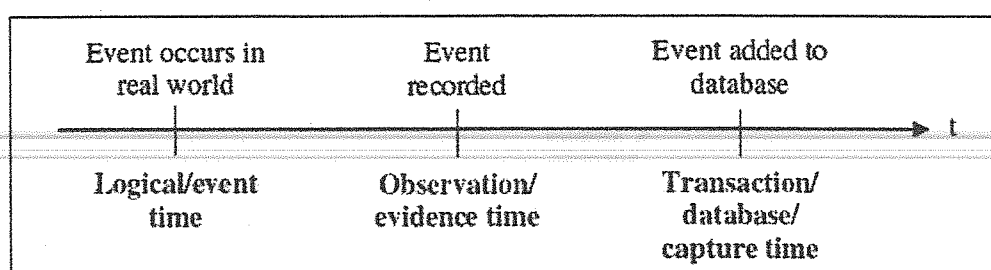 Event occurs in
real world
Event
recorded
Event added to
database
t
Logical/event
time
Observation/
evidence time
Transaction/
database/
capture time